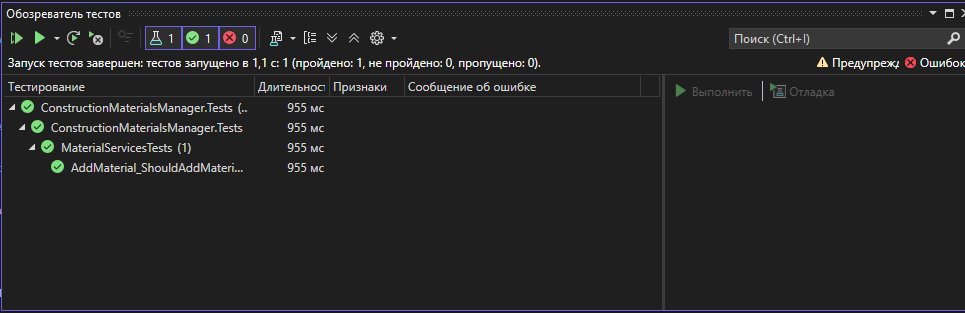 Обозреватель тестов
1 1 0
Поиск (Ctrl+I)
Запуск тестов завершен: тестов запущено в 1,1 с: 1 (пройдено: 1, не пройдено: 0, пропущено: 0).
Предупрежд Ошибок
Тестирование Длительност Признаки Сообщение об ошибке
Выполнить Отладка
ConstructionMaterialsManager.Tests (.. 955 мс
ConstructionMaterialsManager.Tests 955 мс
MaterialServicesTests (1) 955 мс
AddMaterial_ShouldAddMateri... 955 мс